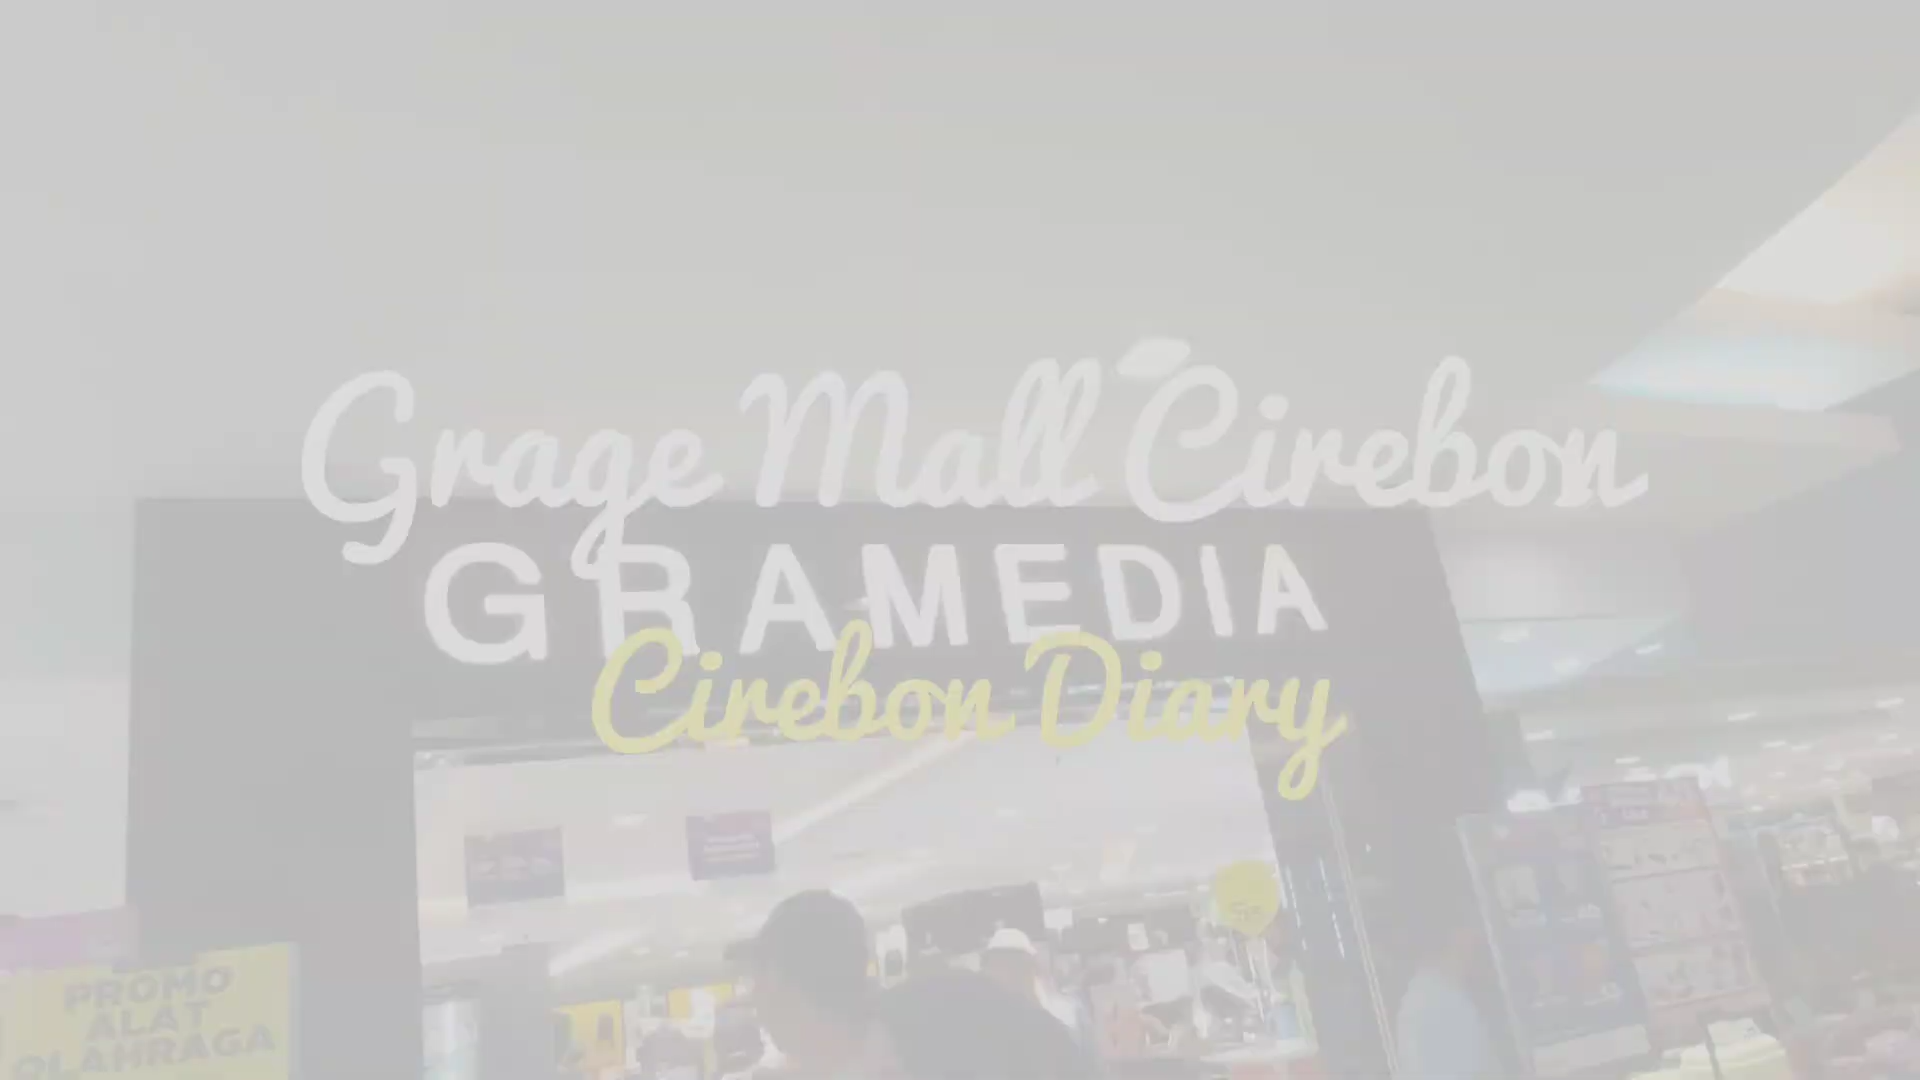 Grage Mall Cirebon
GRAMEDIA
Cirebon Diary
PROMO
ALAT
OLAHRAGA